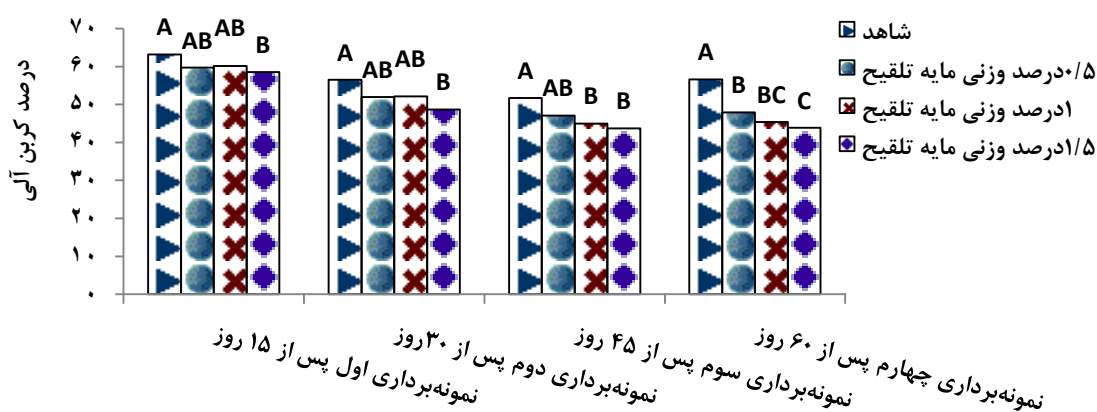 درصد کربن آلی
۷۰
۶۰
۵۰
۴۰
۳۰
۲۰
۱۰
۰
A AB AB B
A AB AB B
A AB B B
A B BC C
نمونه‌برداری اول پس از ۱۵ روز
نمونه‌برداری دوم پس از ۳۰روز
نمونه‌برداری سوم پس از ۴۵ روز
نمونه‌برداری چهارم پس از ۶۰ روز
شاهد
۰/۵درصد وزنی مایه تلقیح
۱درصد وزنی مایه تلقیح
۱/۵درصد وزنی مایه تلقیح